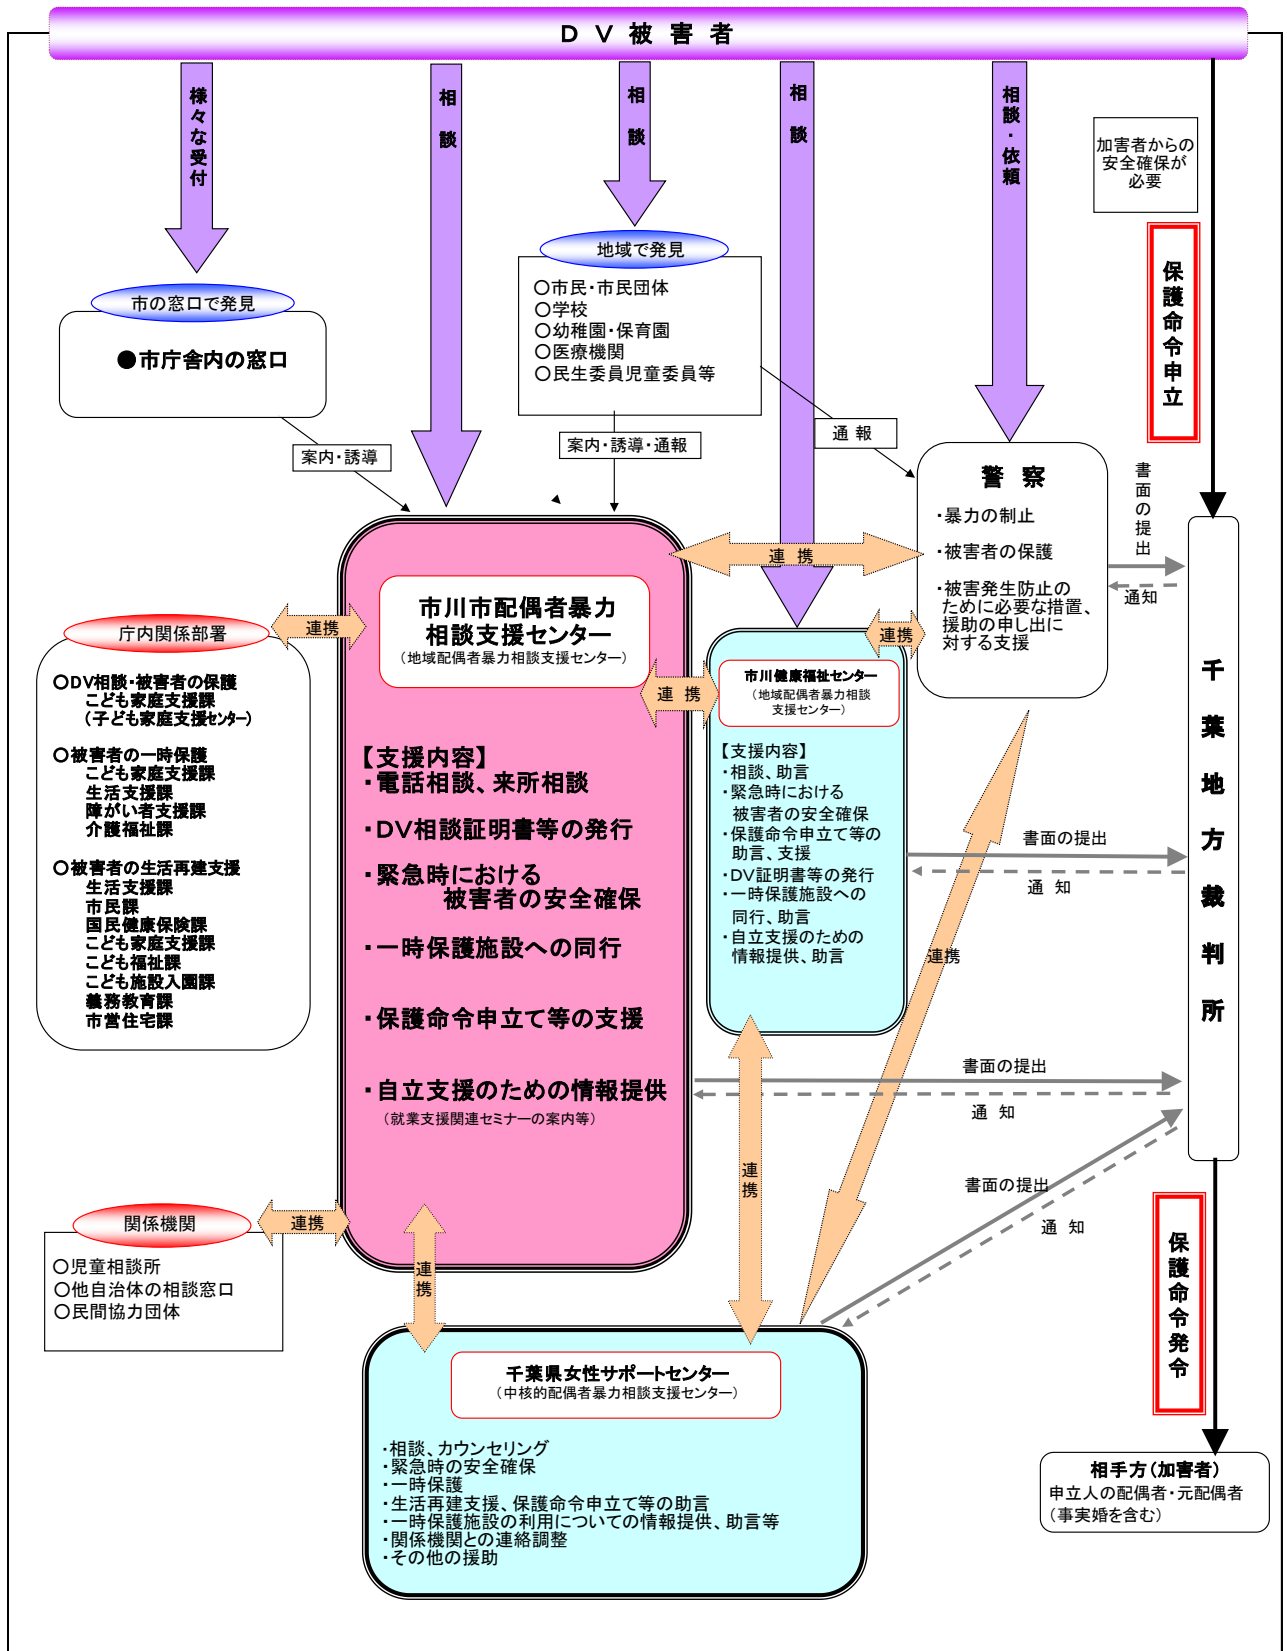 DV被害者
様々な受付
相談
相談
相談
相談・依頼
加害者からの
安全確保が
必要
保護命令申立
市の窓口で発見
●市庁舎内の窓口
地域で発見
○市民・市民団体
○学校
○幼稚園・保育園
○医療機関
○民生委員児童委員等
案内・誘導
案内・誘導・通報
通報
警察
・暴力の制止
・被害者の保護
・被害発生防止の
ために必要な措置、
援助の申し出に
対する支援
書面の提出
通知
千葉地方裁判所
連携
市川市配偶者暴力
相談支援センター
(地域配偶者暴力相談支援センター)
【支援内容】
・電話相談、来所相談
・DV相談証明書等の発行
・緊急時における
被害者の安全確保
・一時保護施設への同行
・保護命令申立て等の支援
・自立支援のための情報提供
(就業支援関連セミナーの案内等)
庁内関係部署
連携
○DV相談・被害者の保護
こども家庭支援課
(子ども家庭支援センター)
○被害者の一時保護
こども家庭支援課
生活支援課
障がい者支援課
介護福祉課
○被害者の生活再建支援
生活支援課
市民課
国民健康保険課
こども家庭支援課
こども福祉課
こども施設入園課
義務教育課
市営住宅課
連携
連携
市川健康福祉センター
(地域配偶者暴力相談
支援センター)
【支援内容】
・相談、助言
・緊急時における
被害者の安全確保
・保護命令申立て等の
助言、支援
・DV証明書等の発行
・一時保護施設への
同行、助言
・自立支援のための
情報提供、助言
書面の提出
通知
連携
書面の提出
通知
連携
書面の提出
通知
関係機関
連携
○児童相談所
○他自治体の相談窓口
○民間協力団体
連携
千葉県女性サポートセンター
(中核的配偶者暴力相談支援センター)
・相談、カウンセリング
・緊急時の安全確保
・一時保護
・生活再建支援、保護命令申立て等の助言
・一時保護施設の利用についての情報提供、助言等
・関係機関との連絡調整
・その他の援助
保護命令発令
相手方(加害者)
申立人の配偶者・元配偶者
(事実婚を含む)